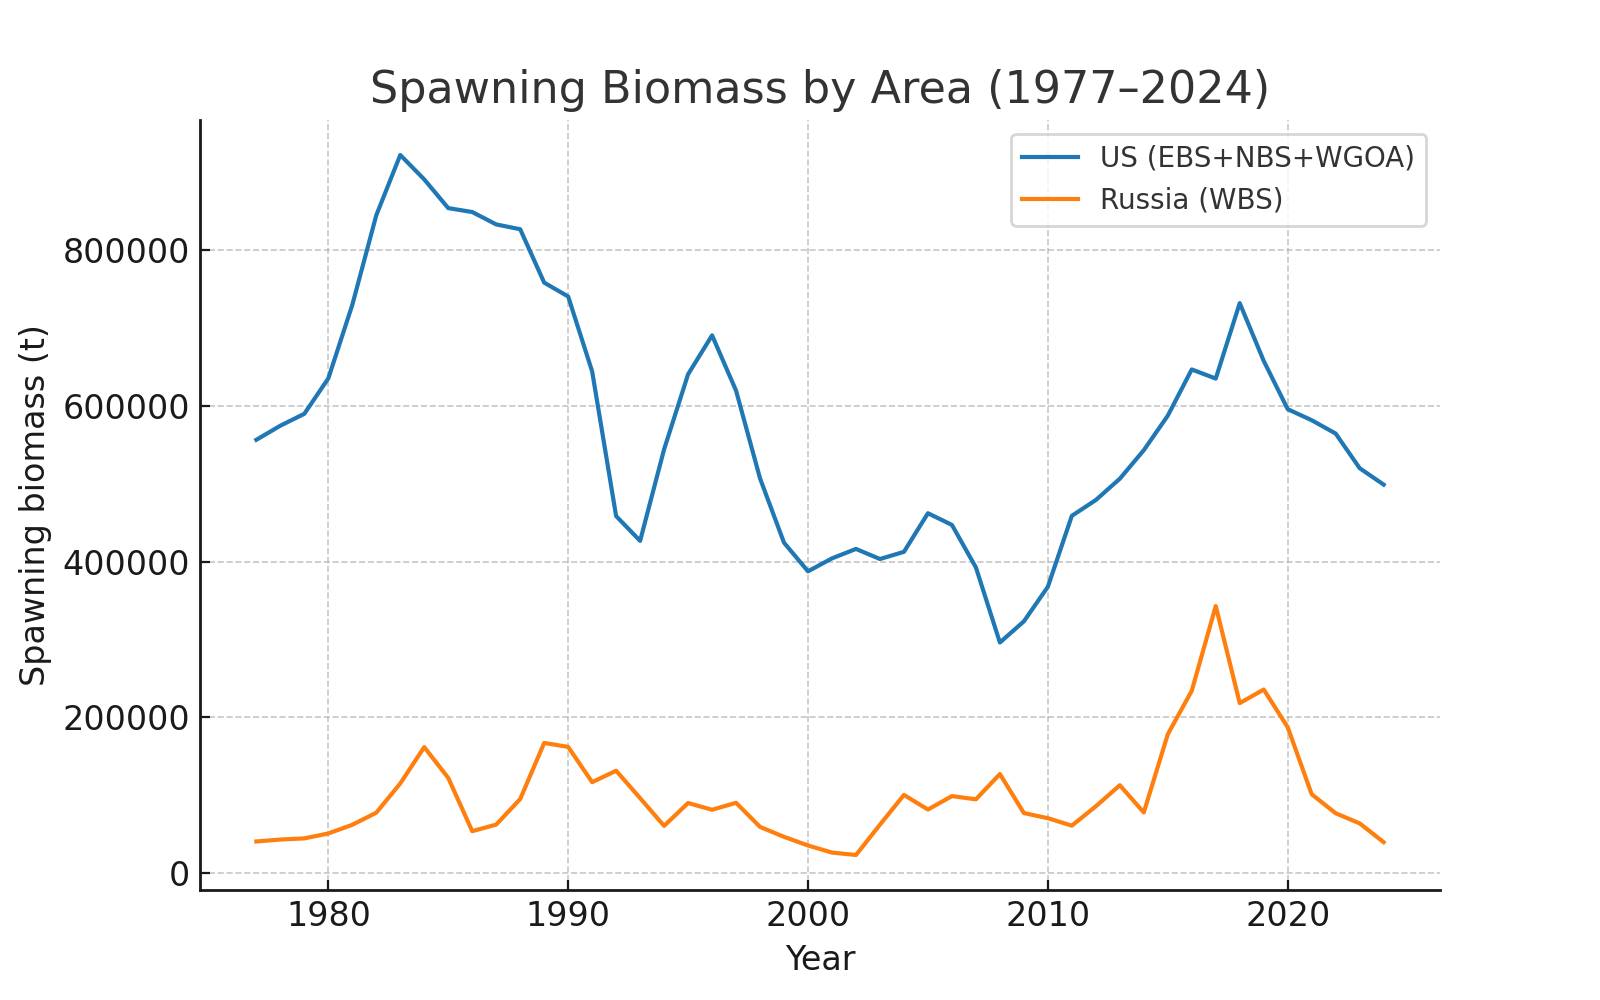 Spawning Biomass by Area (1977–2024)
US (EBS+NBS+WGOA)
Russia (WBS)
Spawning biomass (t)
800000
600000
400000
200000
0
1980
1990
2000
2010
2020
Year